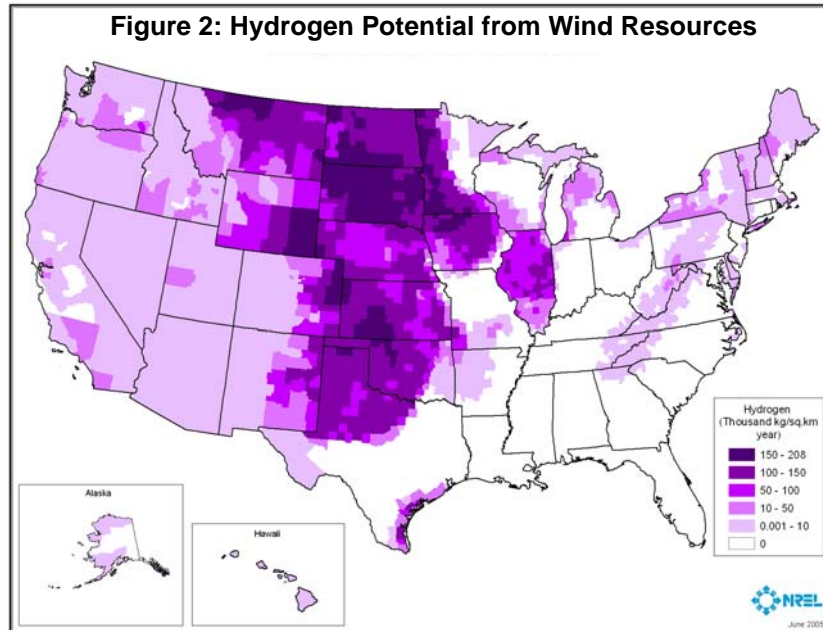 Figure 2: Hydrogen Potential from Wind Resources
Hydrogen
(Thousand kg/sq.km
year)
150 - 208
100 - 150
50 - 100
10 - 50
0.001 - 10
0
Alaska
Hawaii
NREL
June 2005